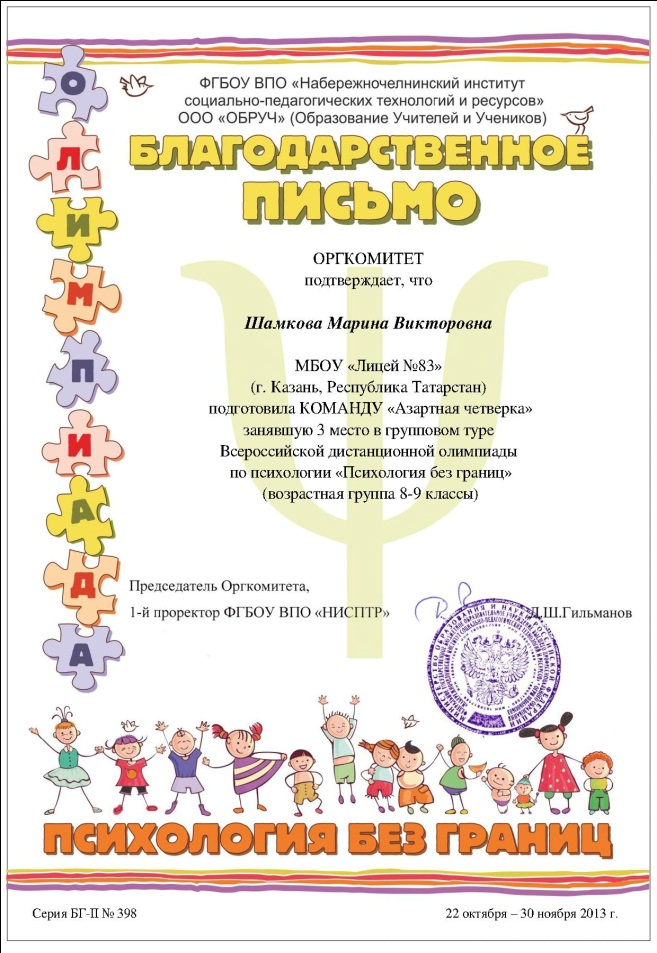 ФГБОУ ВПО «Набережночелнинский институт
социально-педагогических технологий и ресурсов»
ООО «ОБРУЧ» (Образование Учителей и Учеников)
БЛАГОДАРСТВЕННОЕ
ПИСЬМО
ОЛИМПИАДА
ОРГКОМИТЕТ
подтверждает, что
Шамкова Марина Викторовна
МБОУ «Лицей №83»
(г. Казань, Республика Татарстан)
подготовила КОМАНДУ «Азартная четверка»
занявшую 3 место в групповом туре
Всероссийской дистанционной олимпиады
по психологии «Психология без границ»
(возрастная группа 8-9 классы)
Председатель Оргкомитета,
1-й проректор ФГБОУ ВПО «НИСПТР»
Д.Ш.Гильманов
ПСИХОЛОГИЯ БЕЗ ГРАНИЦ
Серия БГ-II № 398
22 октября – 30 ноября 2013 г.